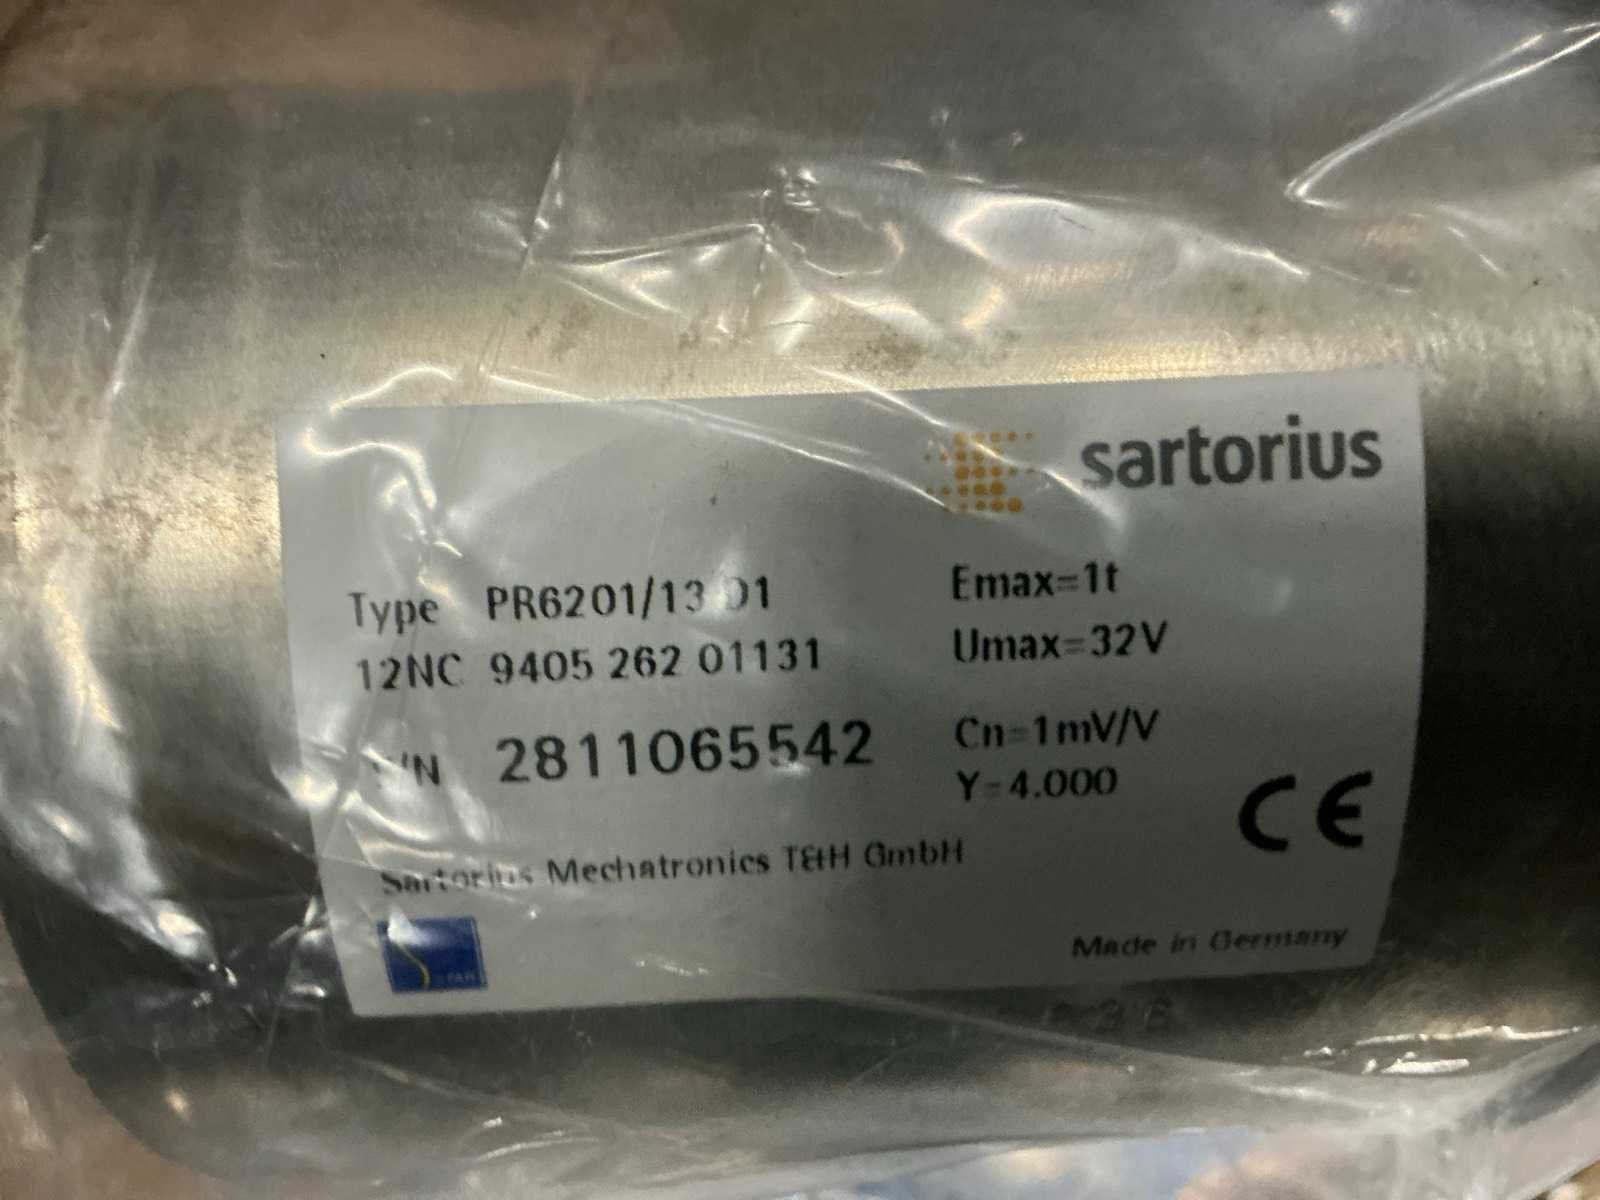 sartorius
Type PR6201/13 D1
12NC 9405 262 01131
S/N 2811065542
Emax=1t
Umax=32V
Cn=1mV/V
Y=4.000
CE
Sartorius Mechatronics T&H GmbH
Made in Germany